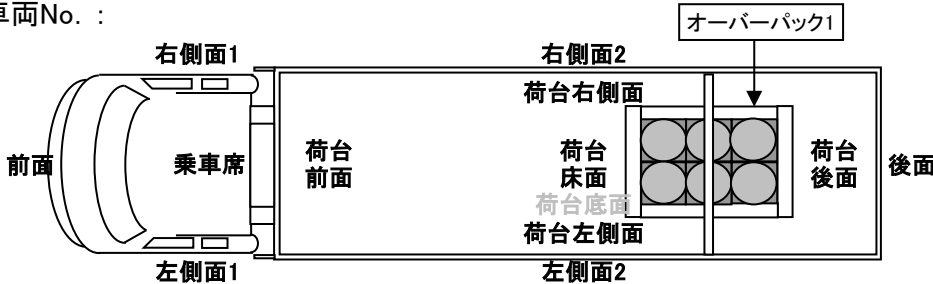 車両No. :
オーバーパック1
右側面1
右側面2
荷台右側面
前面
乗車席
荷台
前面
荷台
床面
荷台
後面
後面
荷台底面
荷台左側面
左側面1
左側面2